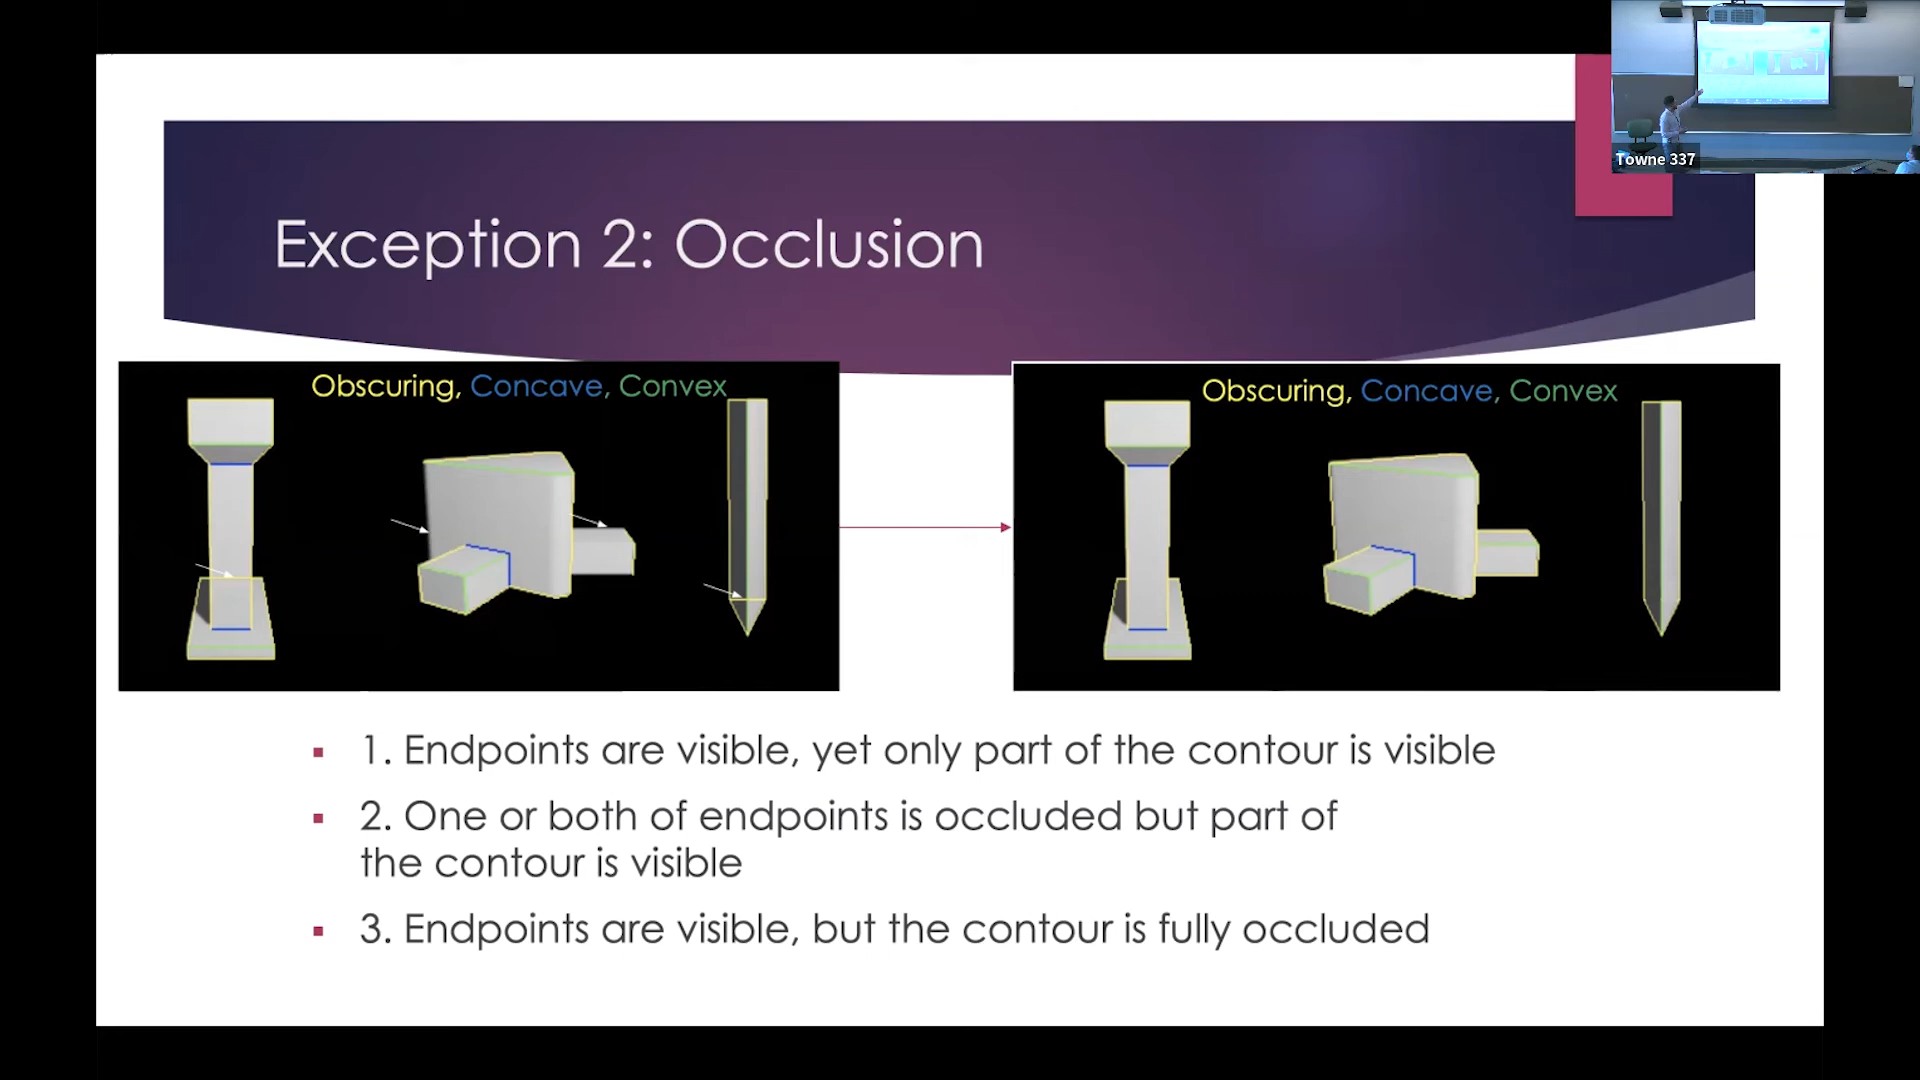 Towne 337
Exception 2: Occlusion
Obscuring, Concave, Convex
Obscuring, Concave, Convex
1. Endpoints are visible, yet only part of the contour is visible
2. One or both of endpoints is occluded but part of
the contour is visible
3. Endpoints are visible, but the contour is fully occluded